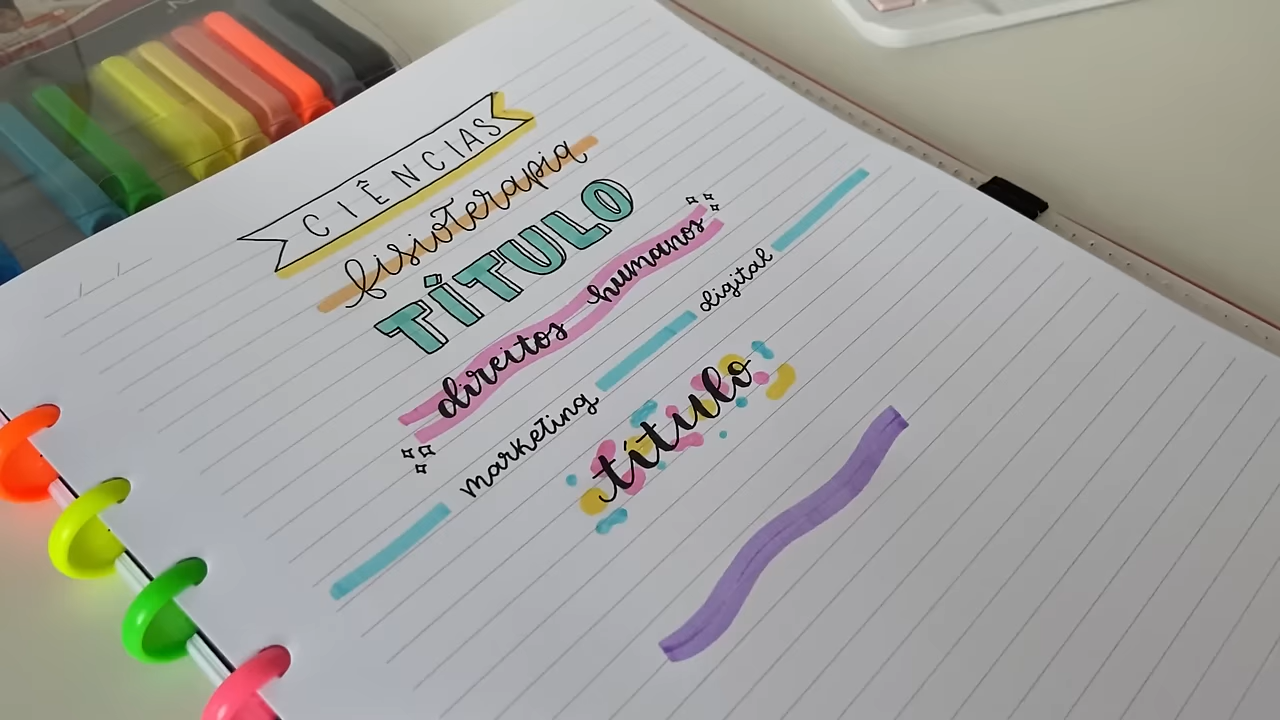 CIÊNCIAS
fisioterapia
TÍTULO
direitos humanos
marketing digital
título